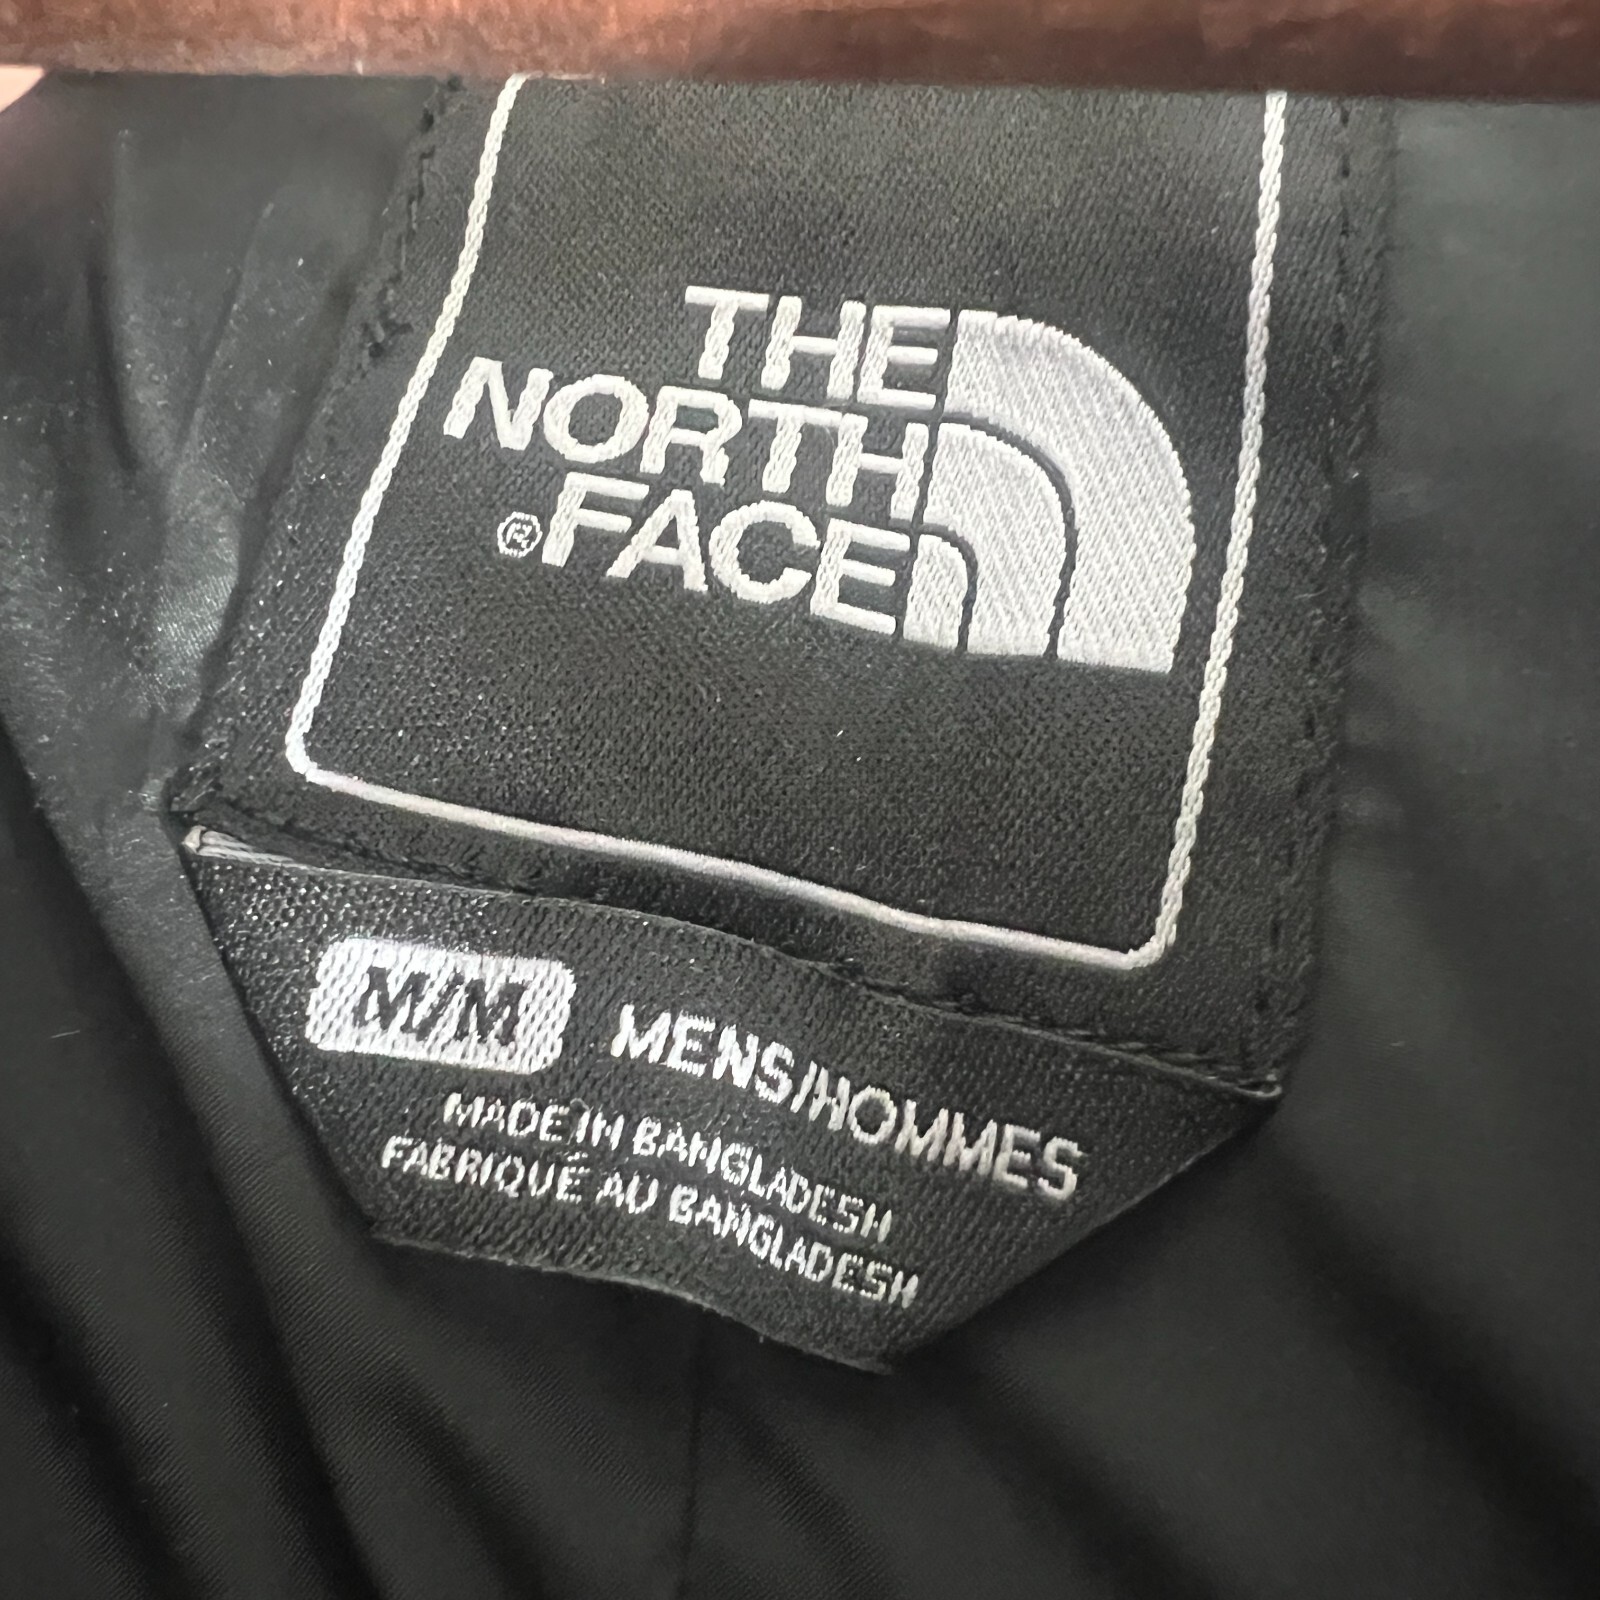 THE
NORTH
FACE®
M/M MENS/HOMMES
MADE IN BANGLADESH
FABRIQUÉ AU BANGLADESH